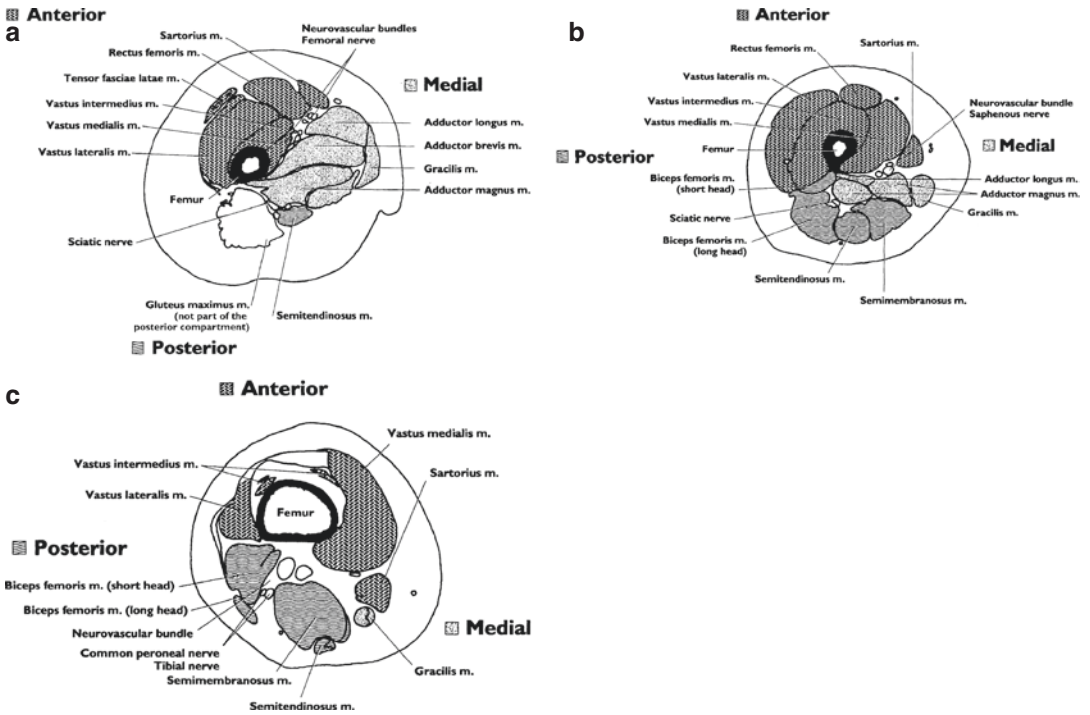 Anterior
a
Neurovascular bundles
Femoral nerve
Sartorius m.
Rectus femoris m.
Tensor fasciae latae m.
Medial
Vastus intermedius m.
Adductor longus m.
Vastus medialis m.
Adductor brevis m.
Vastus lateralis m.
Gracilis m.
Adductor magnus m.
Femur
Sciatic nerve
Gluteus maximus m.
(not part of the
posterior compartment)
Semitendinosus m.
Posterior
Anterior
b
Sartorius m.
Rectus femoris m.
Vastus lateralis m.
Vastus intermedius m.
Neurovascular bundle
Saphenous nerve
Vastus medialis m.
Femur
Medial
Posterior
Biceps femoris m.
(short head)
Adductor longus m.
Adductor magnus m.
Gracilis m.
Sciatic nerve
Biceps femoris m.
(long head)
Semitendinosus m.
Semimembranosus m.
Anterior
c
Vastus medialis m.
Vastus intermedius m.
Sartorius m.
Vastus lateralis m.
Femur
Posterior
Biceps femoris m. (short head)
Biceps femoris m. (long head)
Neurovascular bundle
Medial
Common peroneal nerve
Tibial nerve
Gracilis m.
Semimembranosus m.
Semitendinosus m.